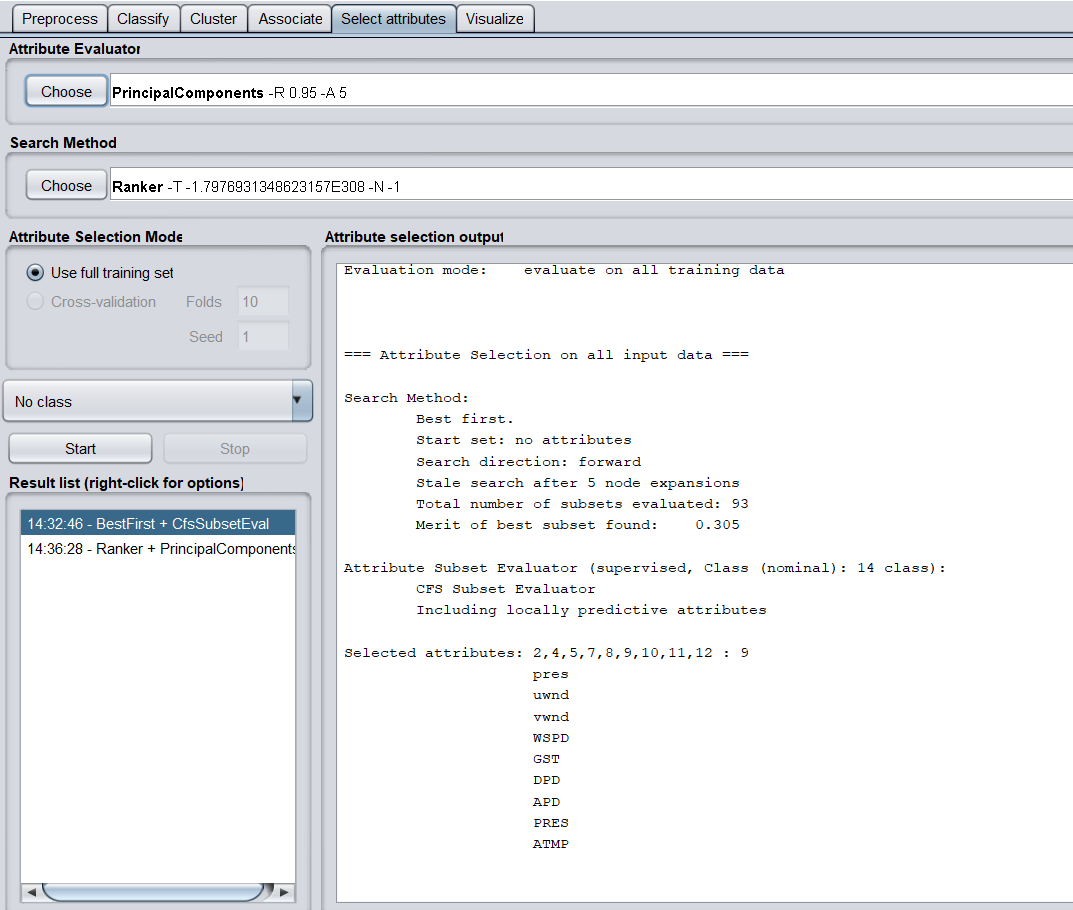 Preprocess Classify Cluster Associate Select attributes Visualize
Attribute Evaluator
Choose PrincipalComponents -R 0.95 -A 5
Search Method
Choose Ranker -T -1.7976931348623157E308 -N -1
Attribute Selection Mode
Use full training set
Cross-validation Folds 10
Seed 1
No class
Start Stop
Result list (right-click for options)
14:32:46 - BestFirst + CfsSubsetEval
14:36:28 - Ranker + PrincipalComponents
Attribute selection output
Evaluation mode: evaluate on all training data
=== Attribute Selection on all input data ===
Search Method:
Best first.
Start set: no attributes
Search direction: forward
Stale search after 5 node expansions
Total number of subsets evaluated: 93
Merit of best subset found: 0.305
Attribute Subset Evaluator (supervised, Class (nominal): 14 class):
CFS Subset Evaluator
Including locally predictive attributes
Selected attributes: 2,4,5,7,8,9,10,11,12 : 9
pres
uwnd
vwnd
WSPD
GST
DPD
APD
PRES
ATMP